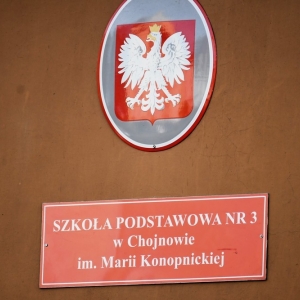 SZKOŁA PODSTAWOWA NR 3
w Chojnowie
im. Marii Konopnickiej